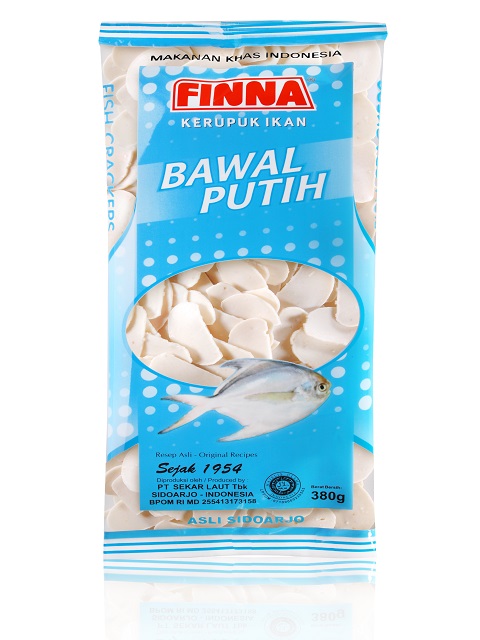 MAKANAN KHAS INDONESIA
FINNA
KERUPUK IKAN
BAWAL
PUTIH
FISH CRACKERS
Resep Asli - Original Recipes
Sejak 1954
Diproduksi oleh / Produced by
PT SEKAR LAUT Tbk
SIDOARJO - INDONESIA
BPOM RI MD 255413173158
Berat Bersih:
380g
ASLI SIDOARJO